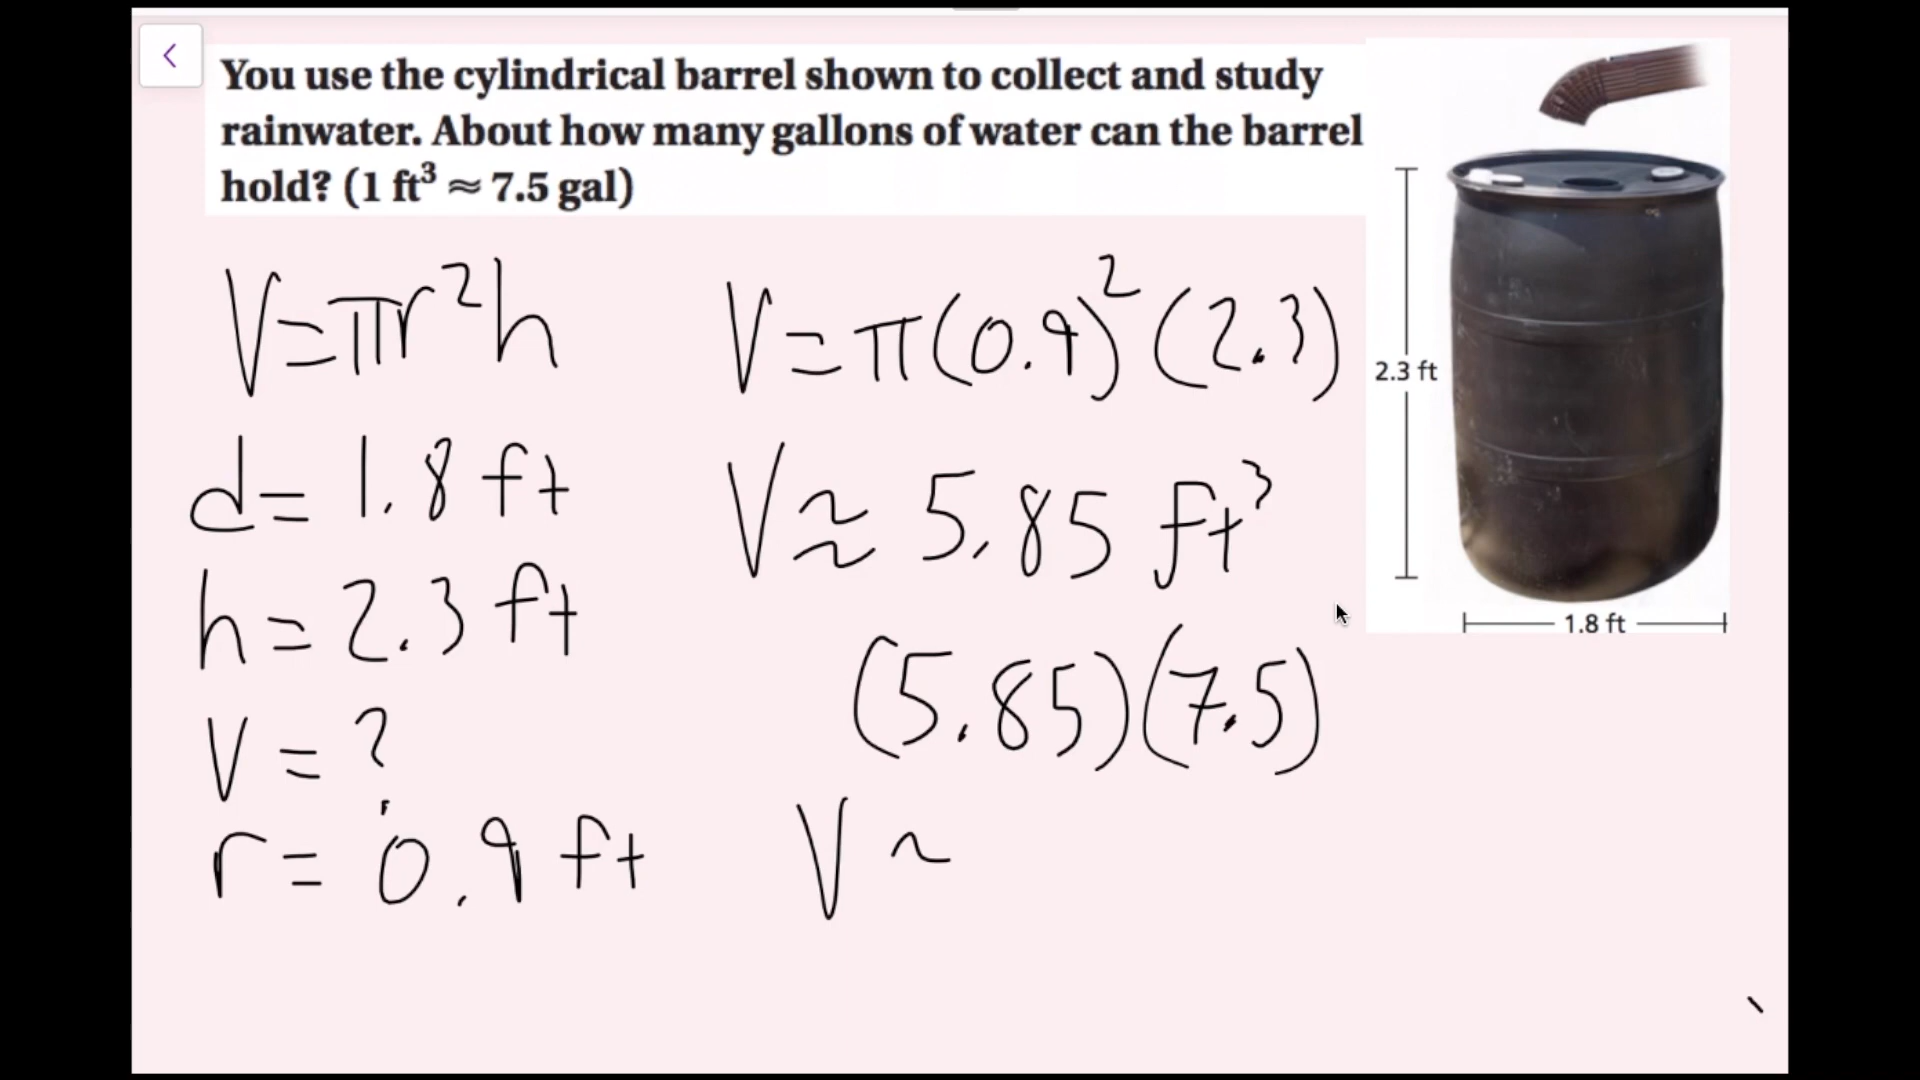 You use the cylindrical barrel shown to collect and study
rainwater. About how many gallons of water can the barrel
hold? (1 ft³ ≈ 7.5 gal)
V=πr²h
d= 1.8 ft
h= 2.3 ft
V = ?
r= 0.9 ft
V=π(0.9)²(2.3)
V≈ 5.85 ft³
(5.85)(7.5)
V ~
2.3 ft
1.8 ft